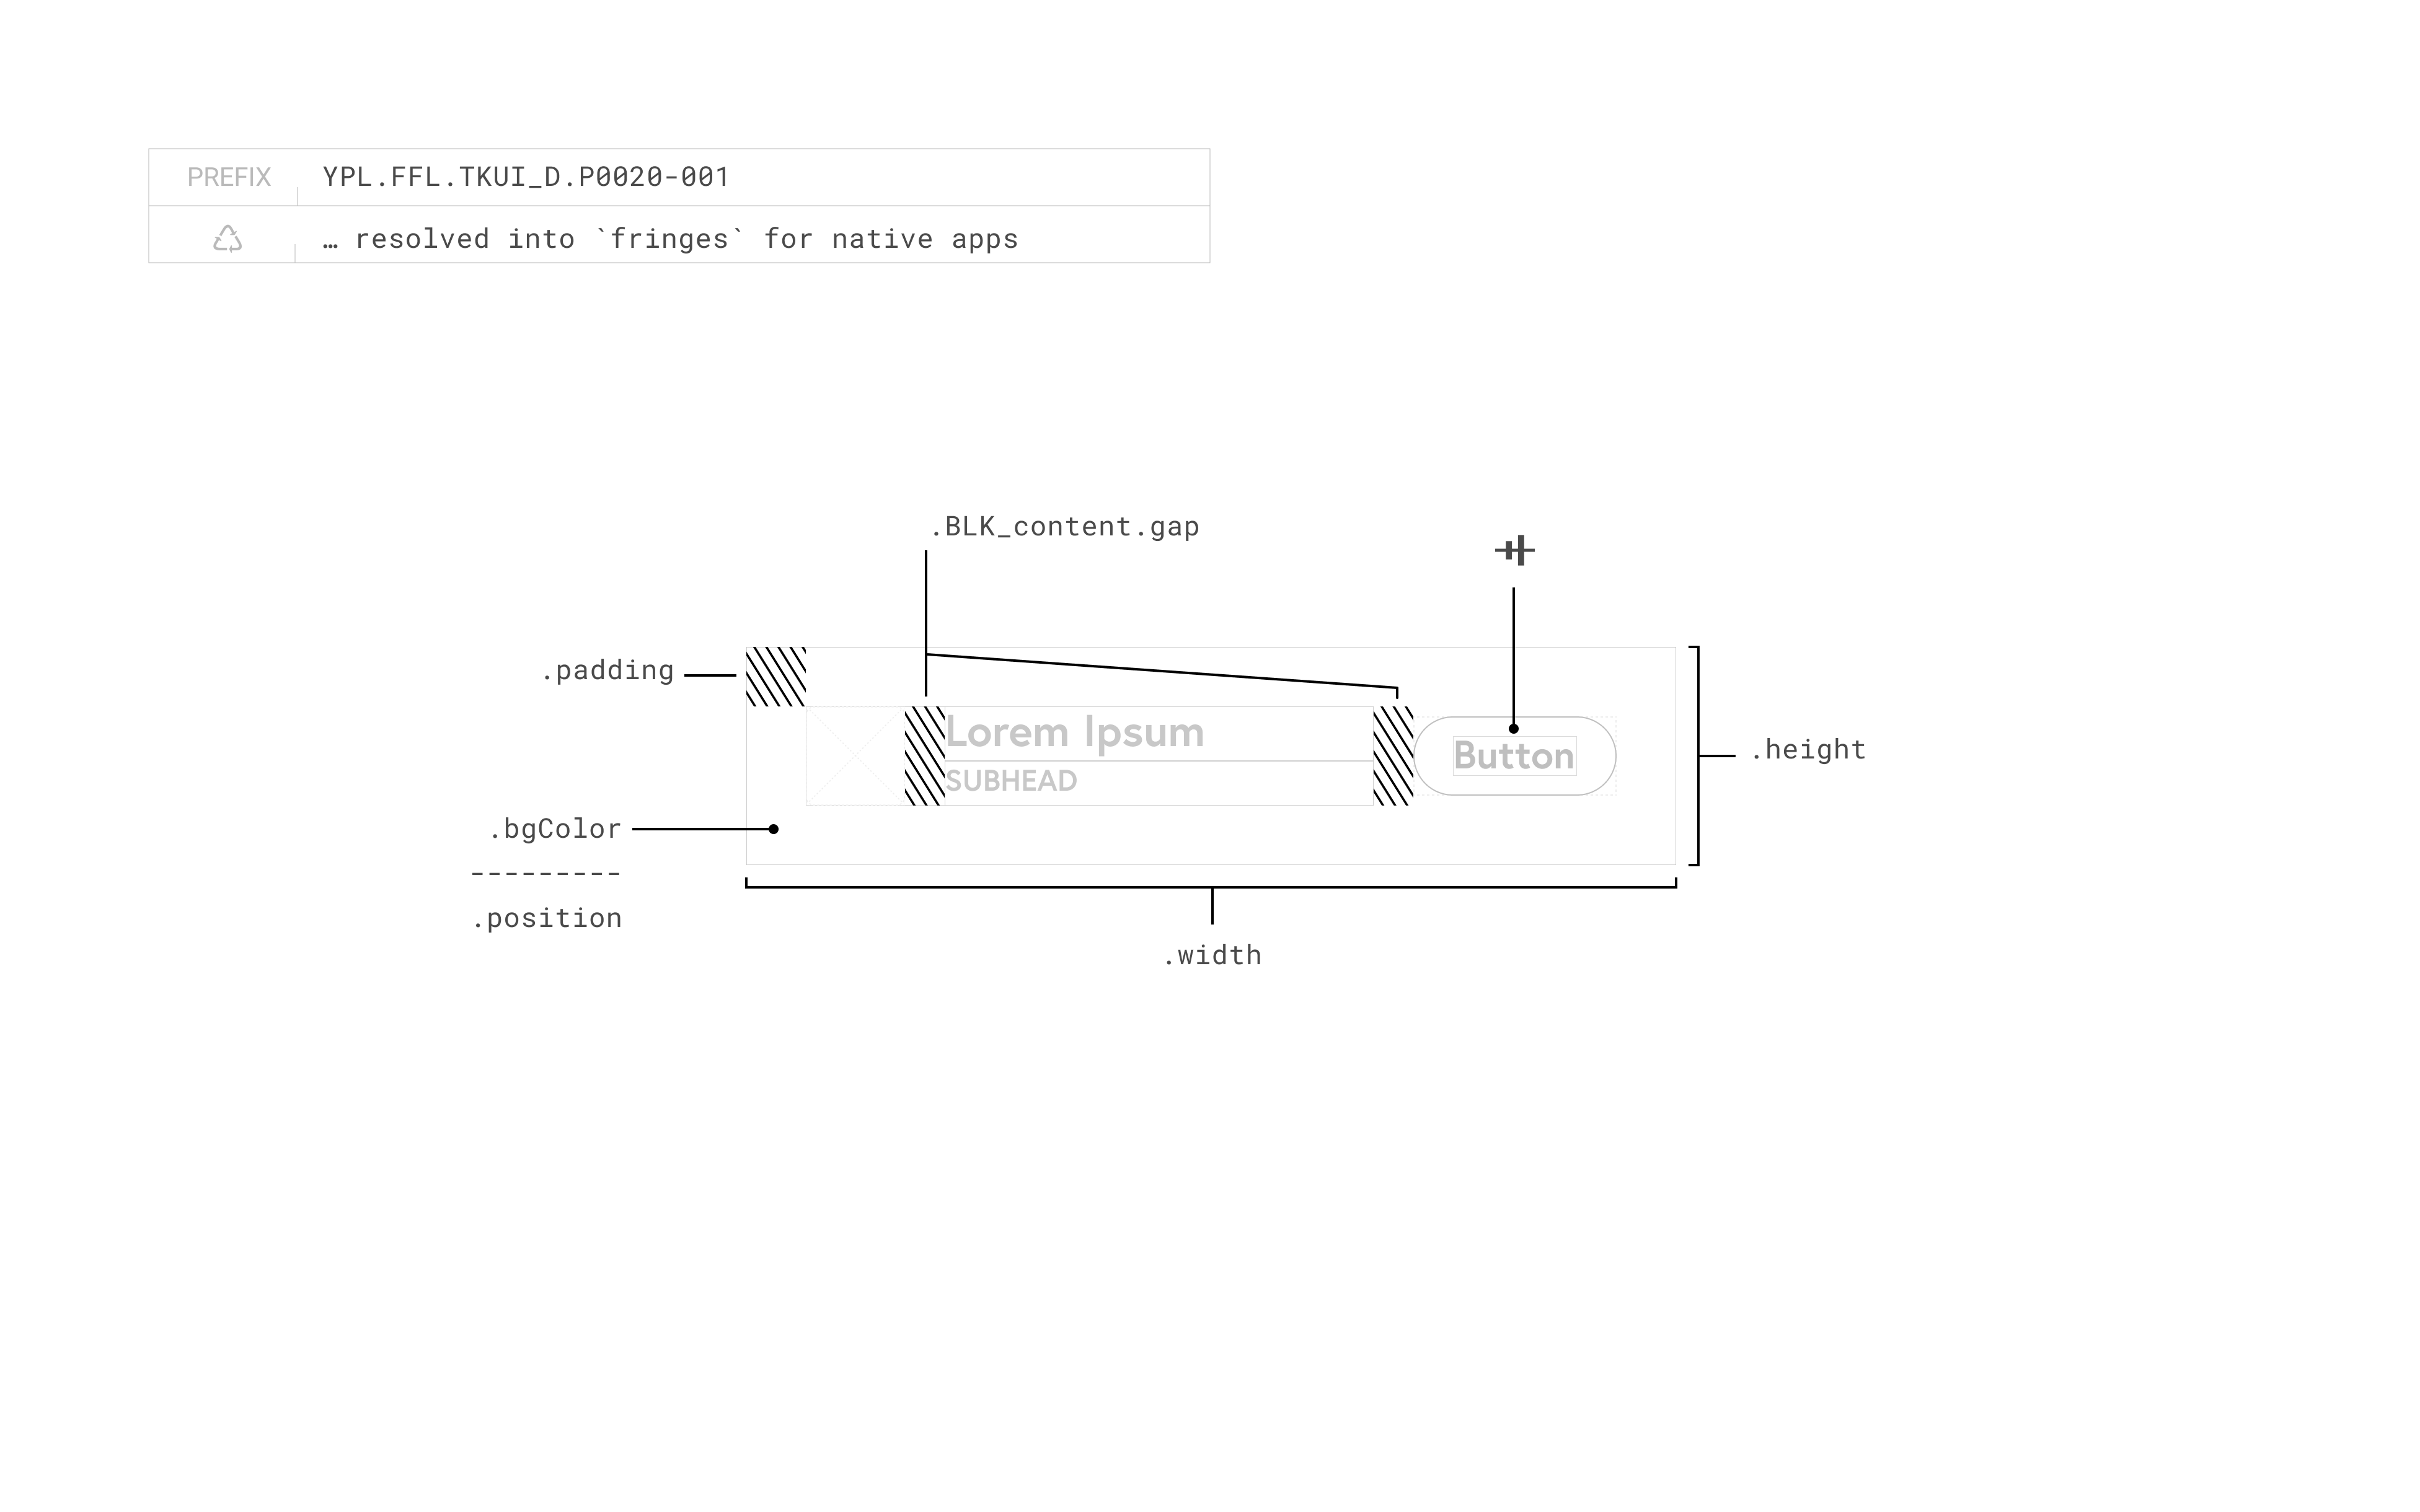 PREFIX YPL.FFL.TKUI_D.P0020-001
… resolved into `fringes` for native apps
.BLK_content.gap
.padding
Lorem Ipsum
SUBHEAD
Button
.height
.bgColor
---------
.position
.width